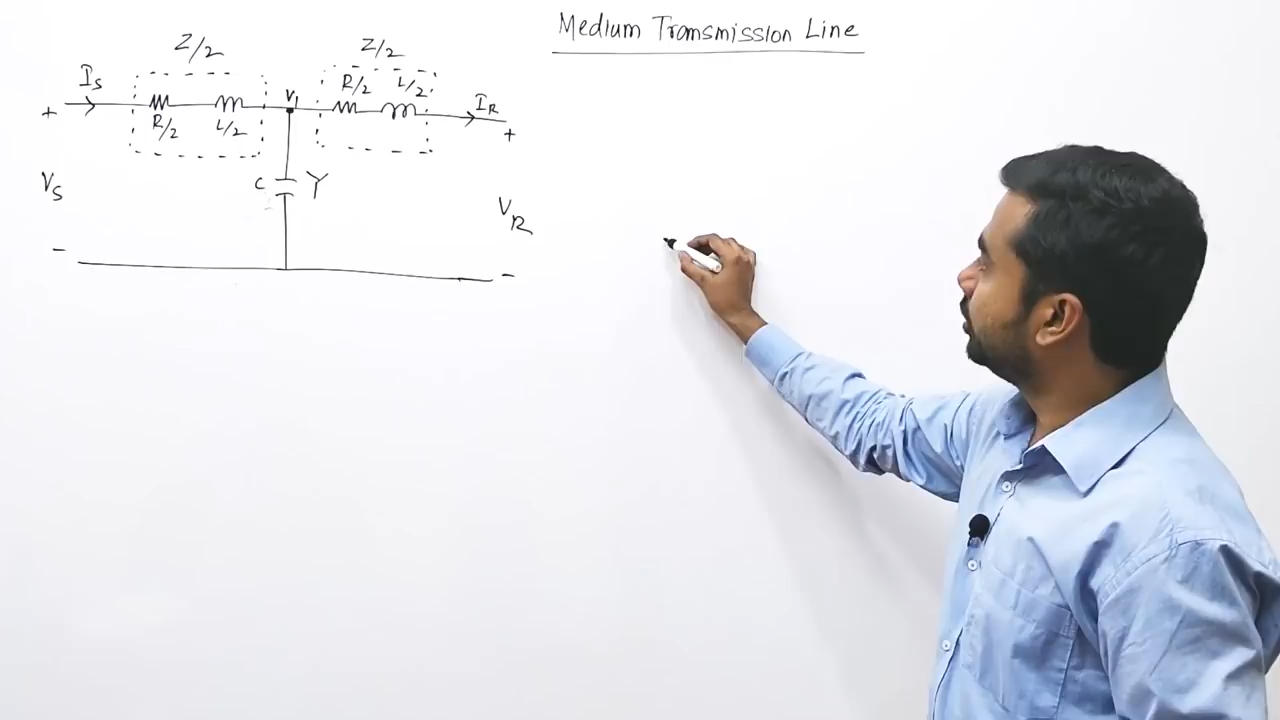 Medium Transmission Line
Z/2 Z/2
IS R/2 L/2
+ V1 IR
R/2 L/2 +
VS C Y
VR
- -